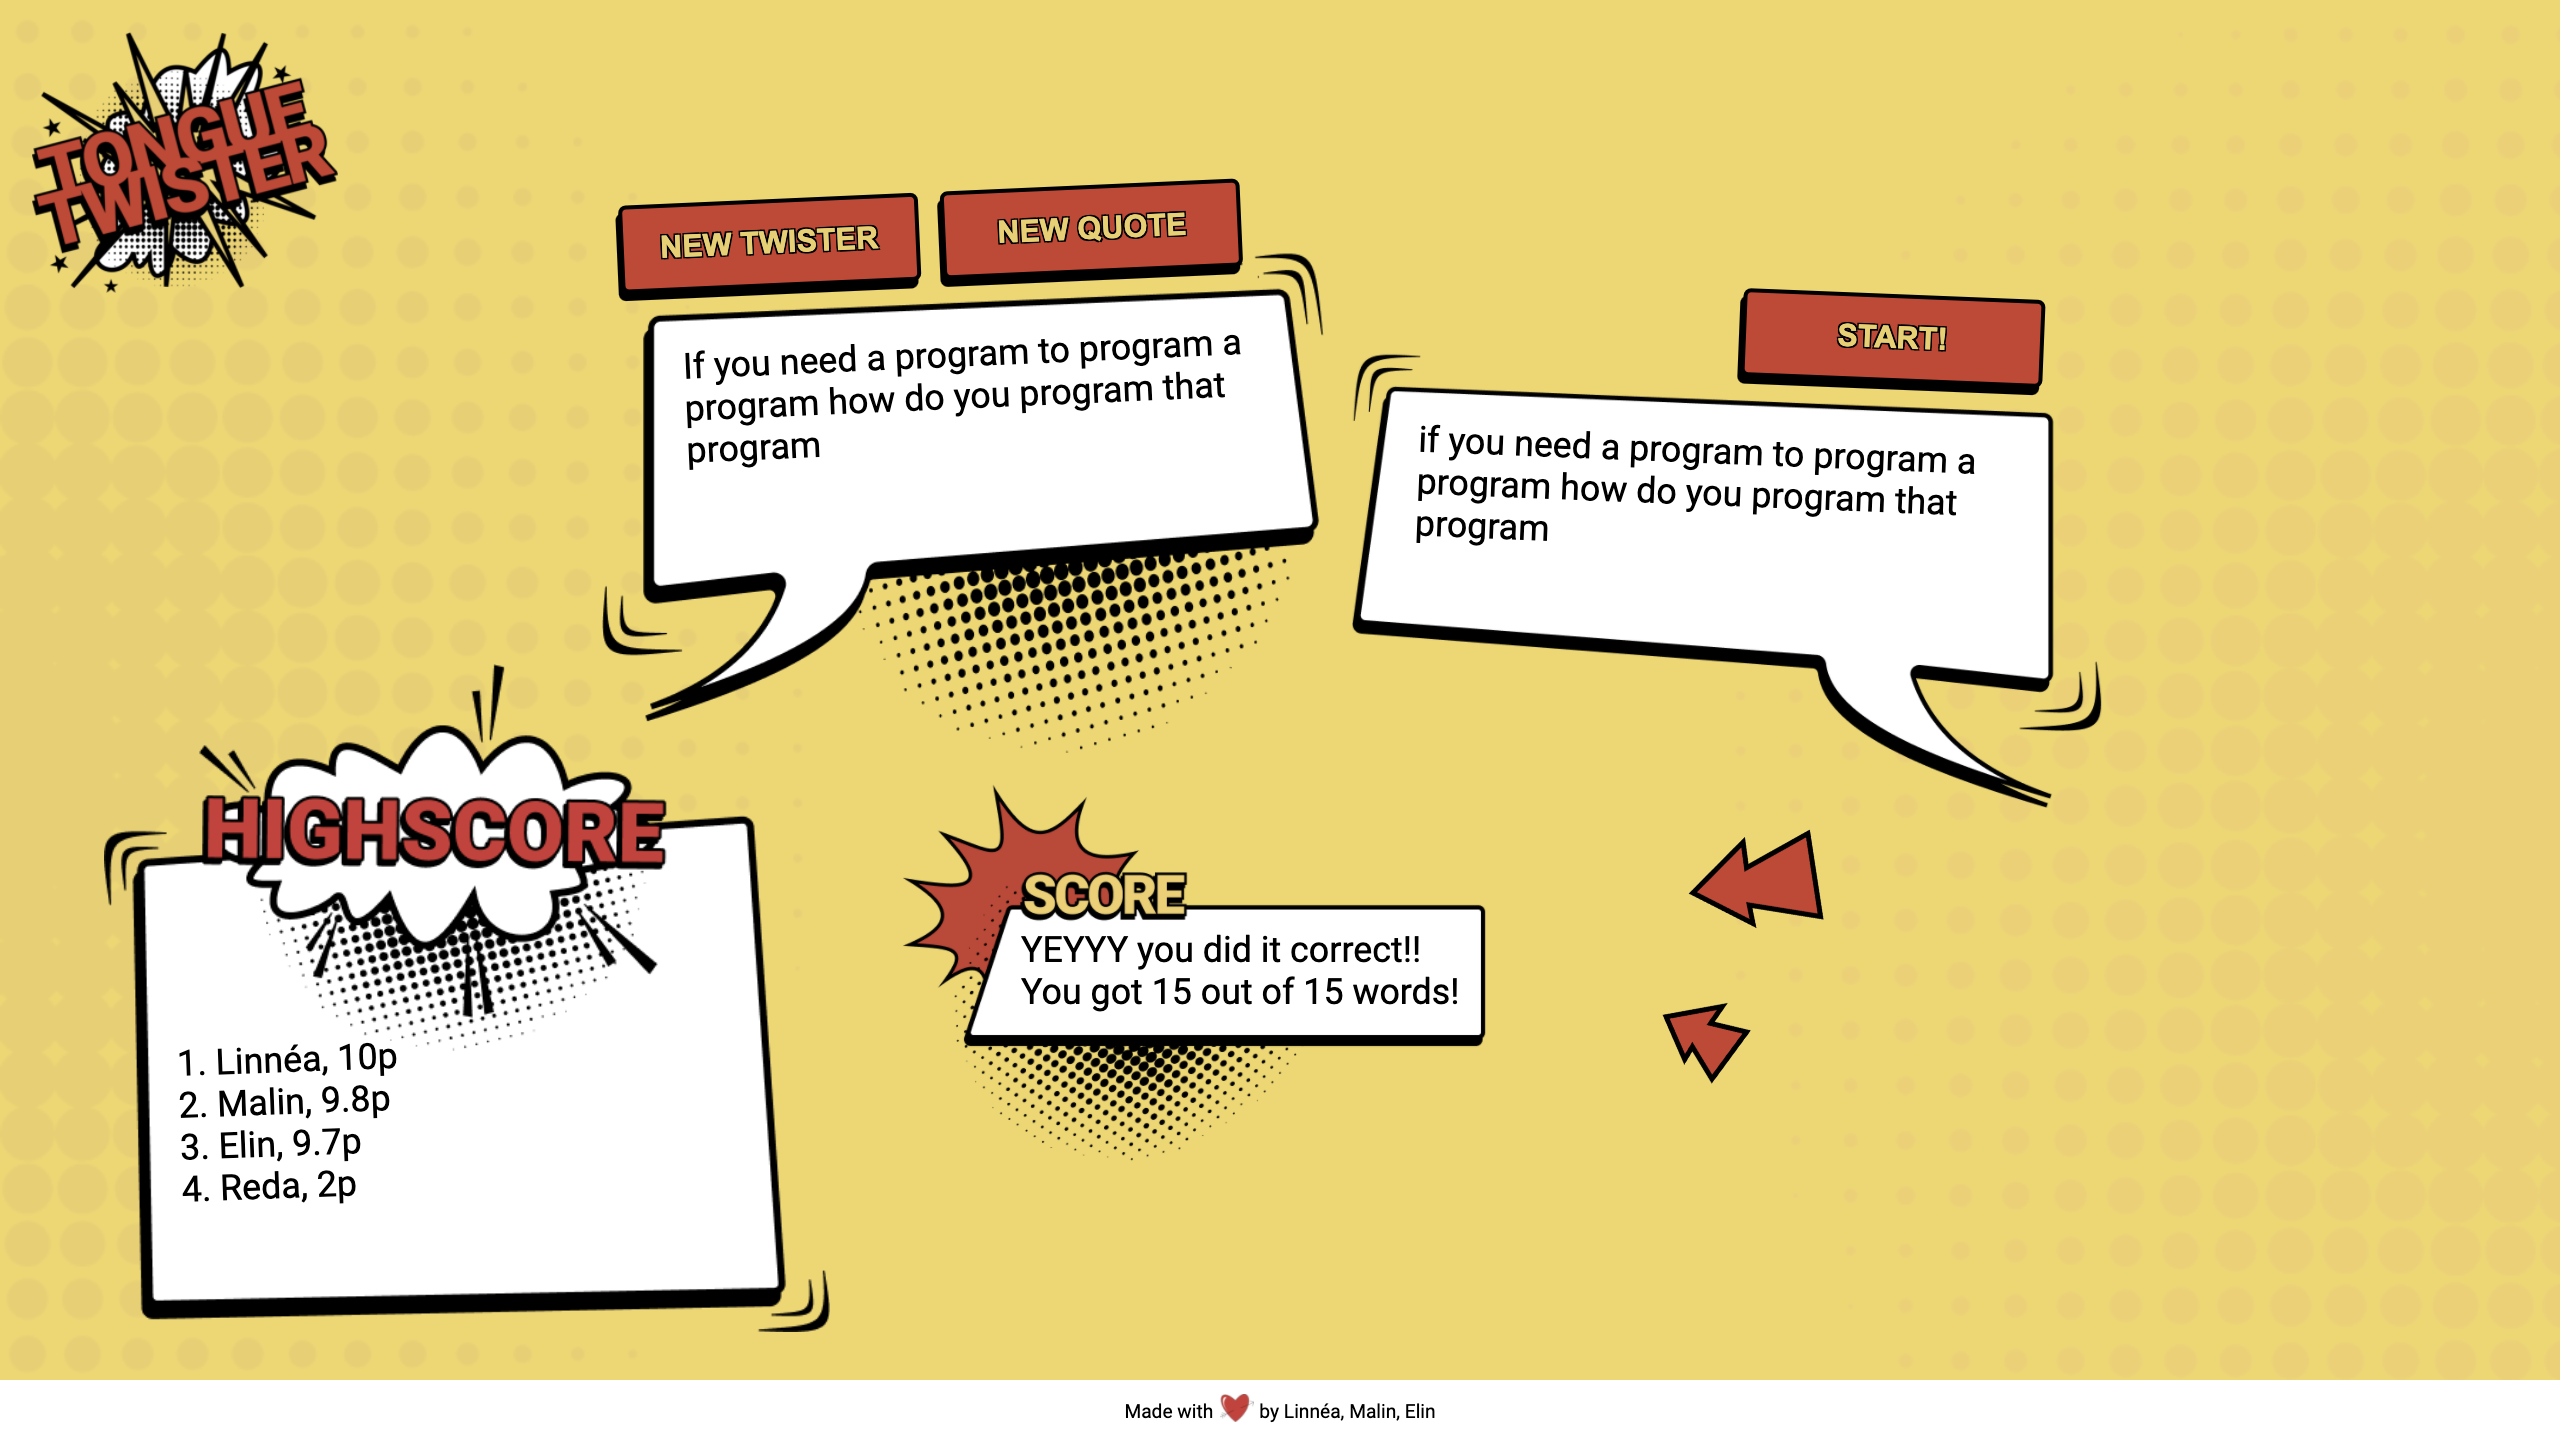 TONGUE
TWISTER
NEW TWISTER
NEW QUOTE
If you need a program to program a
program how do you program that
program
START!
if you need a program to program a
program how do you program that
program
HIGHSCORE
1. Linnéa, 10p
2. Malin, 9.8p
3. Elin, 9.7p
4. Reda, 2p
SCORE
YEYYY you did it correct!!
You got 15 out of 15 words!
Made with ❤️ by Linnéa, Malin, Elin